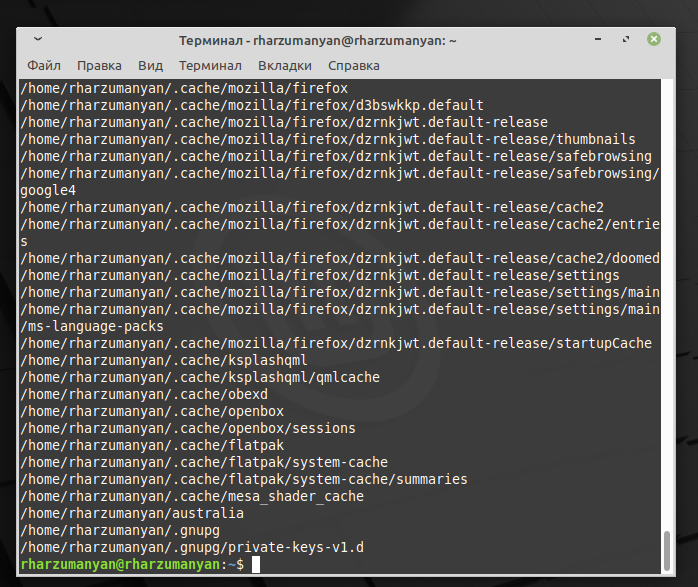 Терминал - rharzumanyan@rharzumanyan: ~
Файл Правка Вид Терминал Вкладки Справка
/home/rharzumanyan/.cache/mozilla/firefox
/home/rharzumanyan/.cache/mozilla/firefox/d3bswkkp.default
/home/rharzumanyan/.cache/mozilla/firefox/dzrnkjwt.default-release
/home/rharzumanyan/.cache/mozilla/firefox/dzrnkjwt.default-release/thumbnails
/home/rharzumanyan/.cache/mozilla/firefox/dzrnkjwt.default-release/safebrowsing
/home/rharzumanyan/.cache/mozilla/firefox/dzrnkjwt.default-release/safebrowsing/
google4
/home/rharzumanyan/.cache/mozilla/firefox/dzrnkjwt.default-release/cache2
/home/rharzumanyan/.cache/mozilla/firefox/dzrnkjwt.default-release/cache2/entrie
s
/home/rharzumanyan/.cache/mozilla/firefox/dzrnkjwt.default-release/cache2/doomed
/home/rharzumanyan/.cache/mozilla/firefox/dzrnkjwt.default-release/settings
/home/rharzumanyan/.cache/mozilla/firefox/dzrnkjwt.default-release/settings/main
/home/rharzumanyan/.cache/mozilla/firefox/dzrnkjwt.default-release/settings/main
/ms-language-packs
/home/rharzumanyan/.cache/mozilla/firefox/dzrnkjwt.default-release/startupCache
/home/rharzumanyan/.cache/ksplashqml
/home/rharzumanyan/.cache/ksplashqml/qmlcache
/home/rharzumanyan/.cache/obexd
/home/rharzumanyan/.cache/openbox
/home/rharzumanyan/.cache/openbox/sessions
/home/rharzumanyan/.cache/flatpak
/home/rharzumanyan/.cache/flatpak/system-cache
/home/rharzumanyan/.cache/flatpak/system-cache/summaries
/home/rharzumanyan/.cache/mesa_shader_cache
/home/rharzumanyan/australia
/home/rharzumanyan/.gnupg
/home/rharzumanyan/.gnupg/private-keys-v1.d
rharzumanyan@rharzumanyan:~$